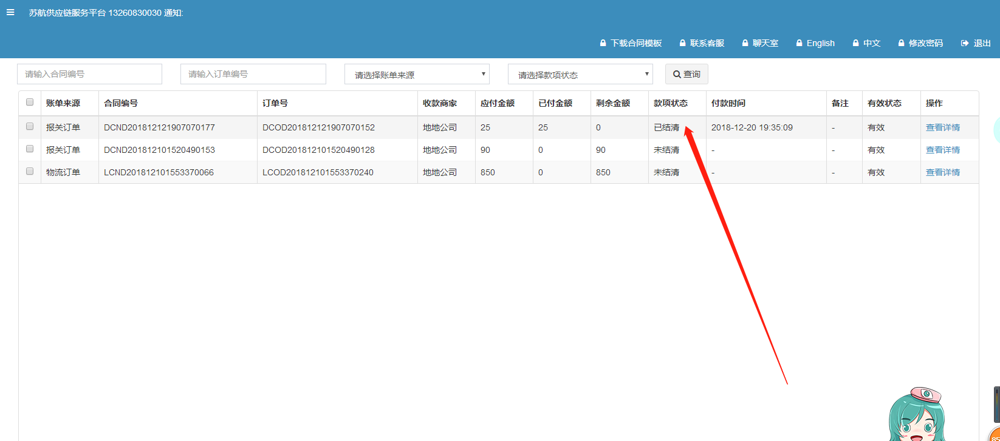 苏航供应链服务平台 13260830030 通知:
下载合同模板 联系客服 聊天室 English 中文 修改密码 退出
请输入合同编号 请输入订单编号 请选择账单来源 请选择款项状态 查询
账单来源 合同编号 订单号 收款商家 应付金额 已付金额 剩余金额 款项状态 付款时间 备注 有效状态 操作
报关订单 DCND201812121907070177 DCOD201812121907070152 地地公司 25 25 0 已结清 2018-12-20 19:35:09 - 有效 查看详情
报关订单 DCND201812101520490153 DCOD201812101520490128 地地公司 90 0 90 未结清 - - 有效 查看详情
物流订单 LCND201812101553370066 LCOD201812101553370240 地地公司 850 0 850 未结清 - - 有效 查看详情